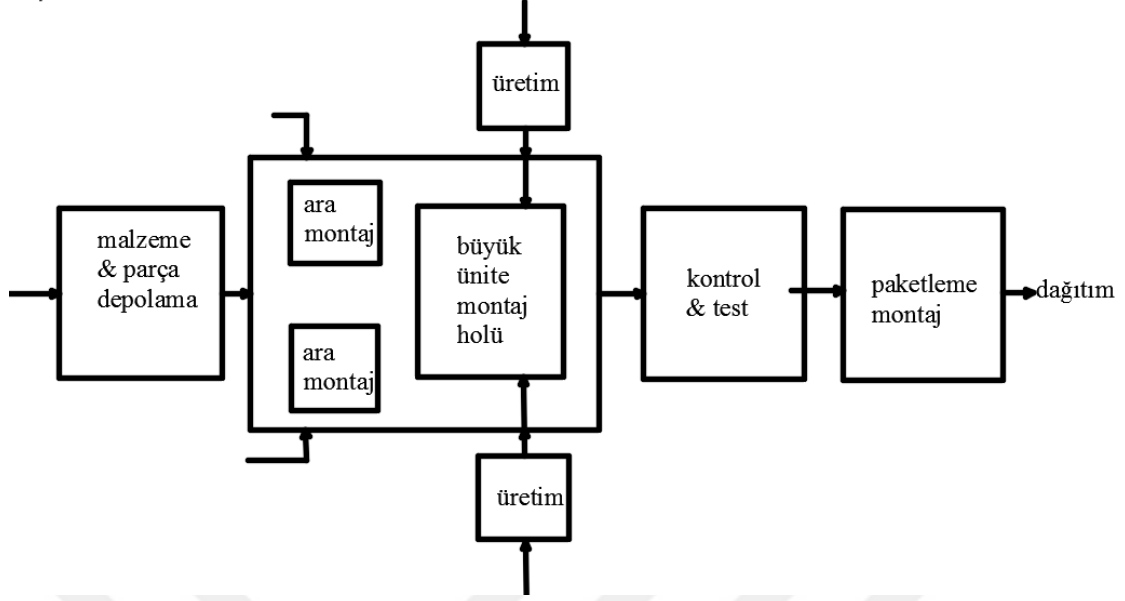 üretim
malzeme
& parça
depolama
ara
montaj
büyük
ünite
montaj
holü
ara
montaj
kontrol
& test
paketleme
montaj
dağıtım
üretim